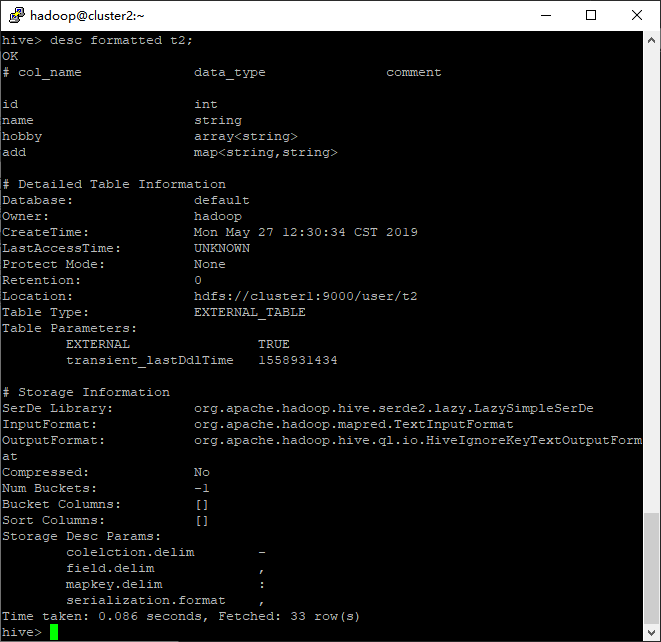 hadoop@cluster2:~
hive> desc formatted t2;
OK
# col_name data_type comment
id int
name string
hobby array<string>
add map<string,string>
# Detailed Table Information
Database: default
Owner: hadoop
CreateTime: Mon May 27 12:30:34 CST 2019
LastAccessTime: UNKNOWN
Protect Mode: None
Retention: 0
Location: hdfs://cluster1:9000/user/t2
Table Type: EXTERNAL_TABLE
Table Parameters:
EXTERNAL TRUE
transient_lastDdlTime 1558931434
# Storage Information
SerDe Library: org.apache.hadoop.hive.serde2.lazy.LazySimpleSerDe
InputFormat: org.apache.hadoop.mapred.TextInputFormat
OutputFormat: org.apache.hadoop.hive.ql.io.HiveIgnoreKeyTextOutputForm
at
Compressed: No
Num Buckets: -1
Bucket Columns: []
Sort Columns: []
Storage Desc Params:
colelction.delim -
field.delim ,
mapkey.delim :
serialization.format ,
Time taken: 0.086 seconds, Fetched: 33 row(s)
hive>